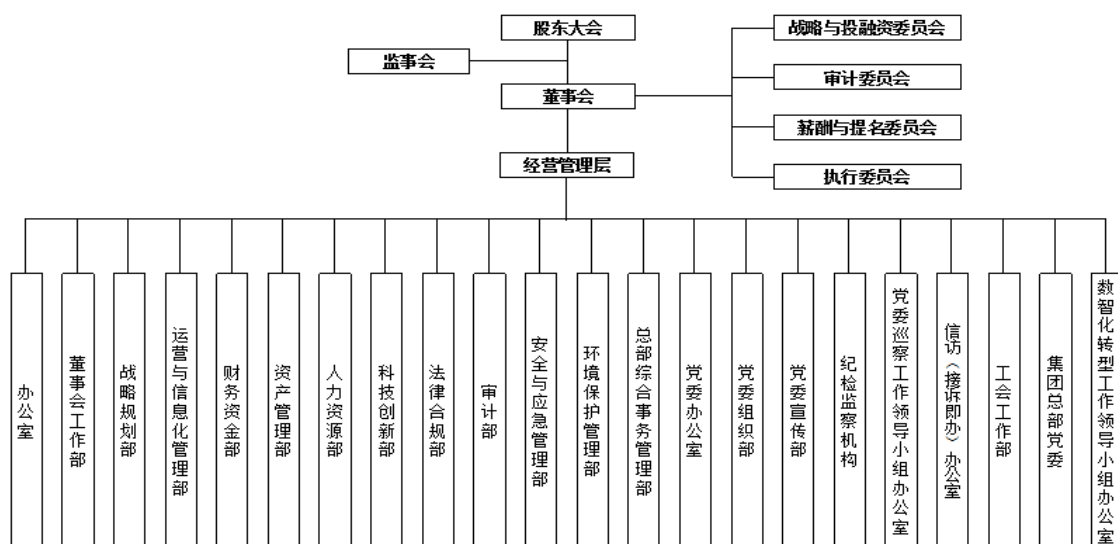 股东大会
监事会
董事会
经营管理层
战略与投融资委员会
审计委员会
薪酬与提名委员会
执行委员会
办公室
董事会工作部
战略规划部
运营与信息化管理部
财务资金部
资产管理部
人力资源部
科技创新部
法律合规部
审计部
安全与应急管理部
环境保护管理部
总部综合事务管理部
党委办公室
党委组织部
党委宣传部
纪检监察机构
党委巡察工作领导小组办公室
信访（接诉即办）办公室
工会工作部
集团总部党委
数智化转型工作领导小组办公室